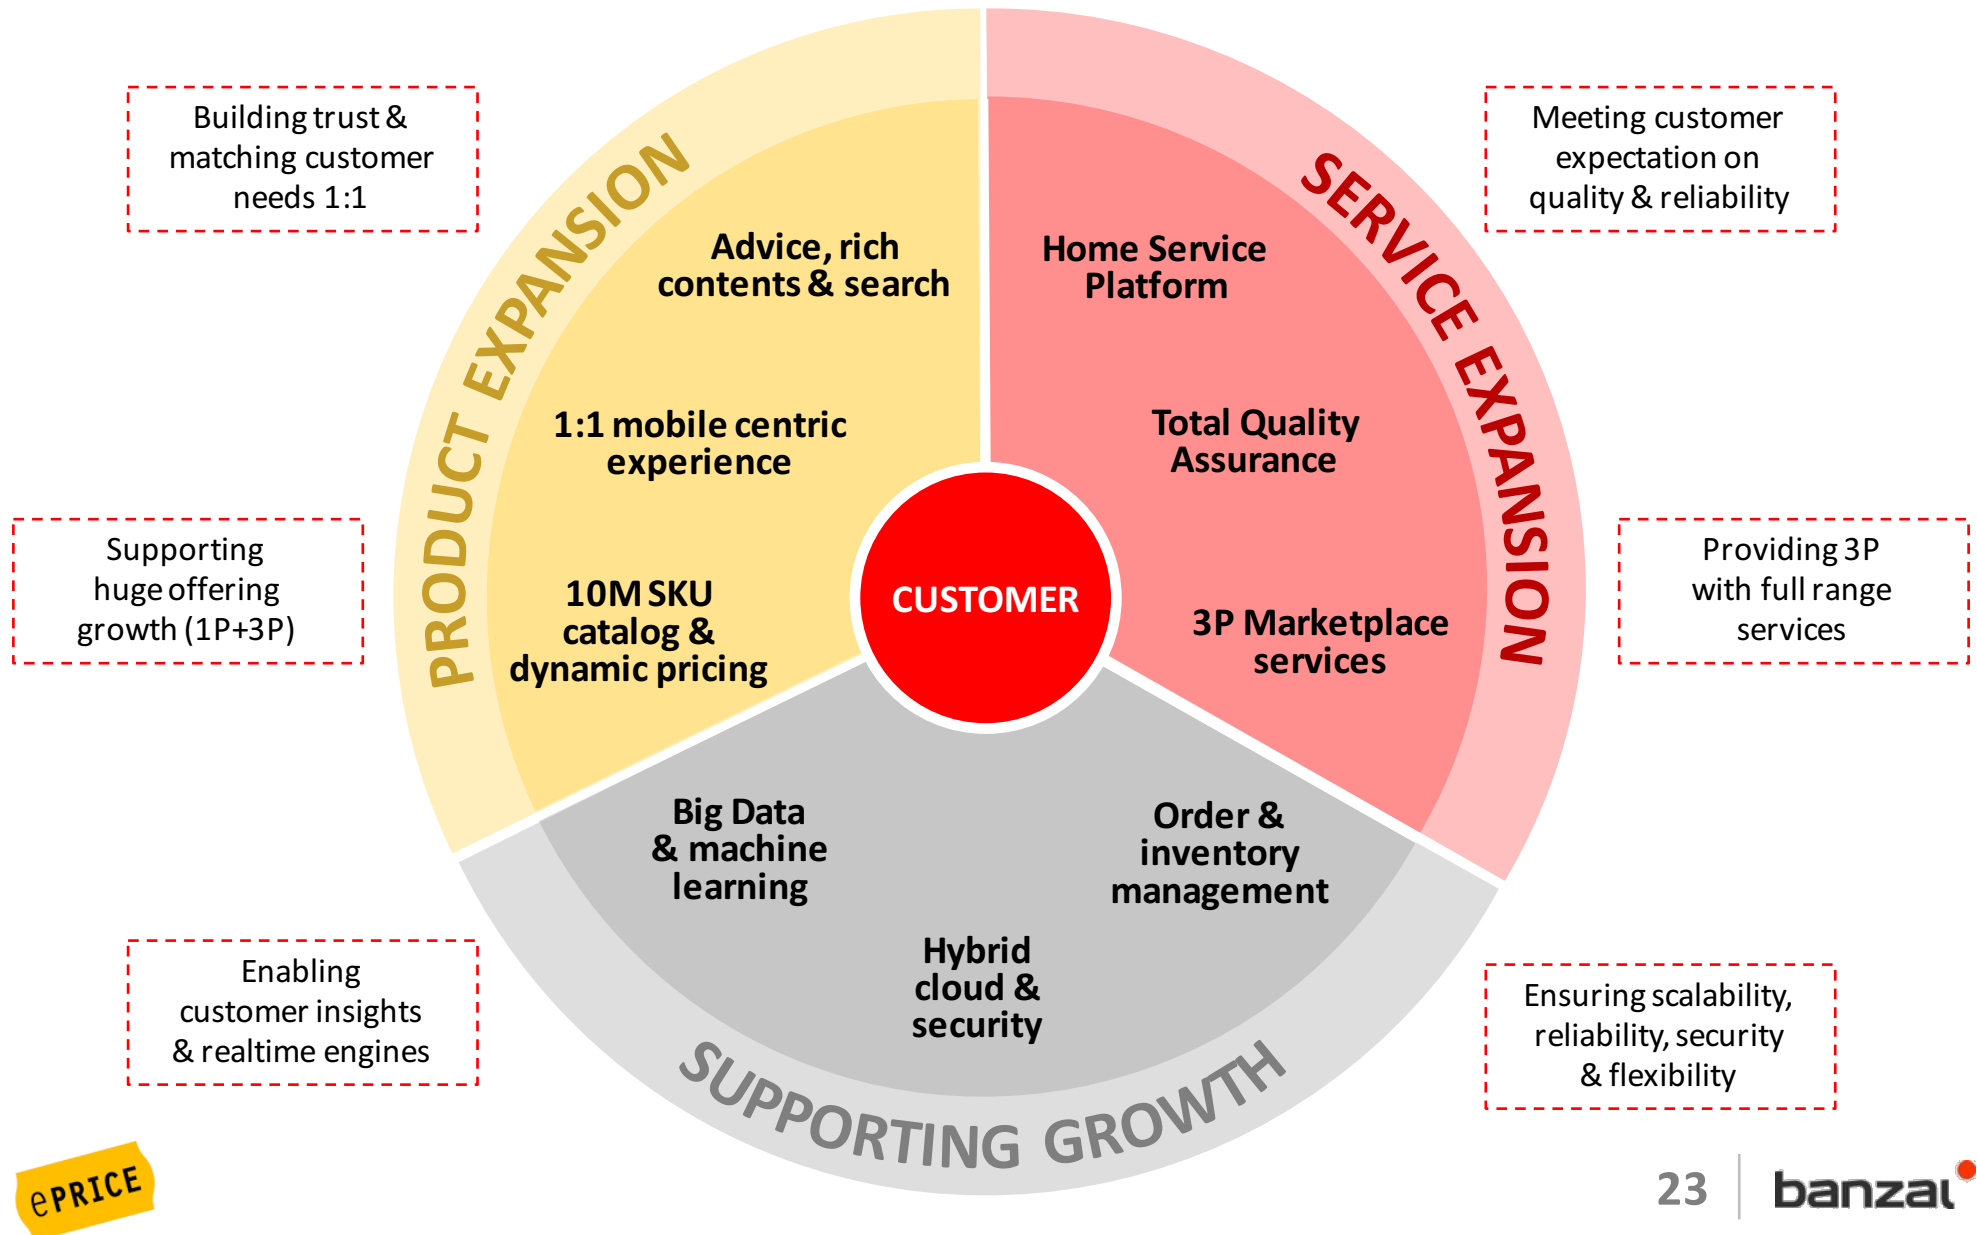 Building trust &
matching customer
needs 1:1
Meeting customer
expectation on
quality & reliability
PRODUCT EXPANSION
SERVICE EXPANSION
Advice, rich
contents & search
Home Service
Platform
1:1 mobile centric
experience
Total Quality
Assurance
Supporting
huge offering
growth (1P+3P)
10M SKU
catalog &
dynamic pricing
CUSTOMER
3P Marketplace
services
Providing 3P
with full range
services
Big Data
& machine
learning
Order &
inventory
management
Hybrid
cloud &
security
Enabling
customer insights
& realtime engines
Ensuring scalability,
reliability, security
& flexibility
SUPPORTING GROWTH
ePRICE
23
banzai